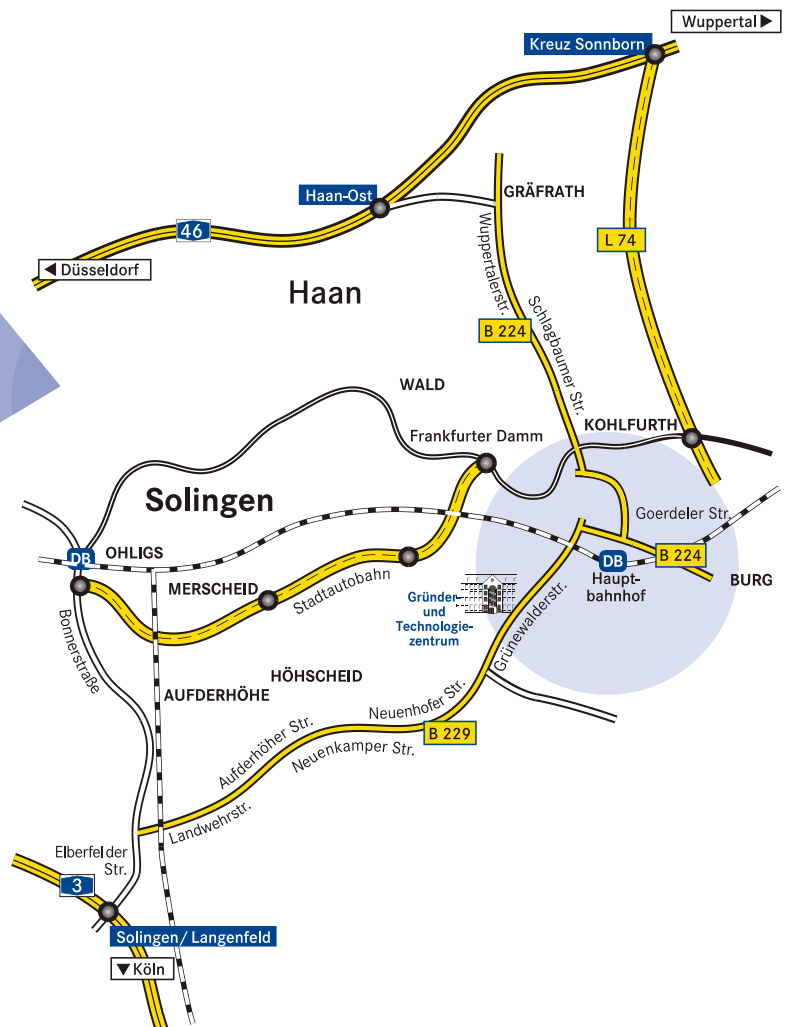 Wuppertal ▶
Kreuz Sonnborn
Haan-Ost
GRÄFRATH
46
◀ Düsseldorf
L 74
Haan
Wuppertalerstr.
Schlagbaumer Str.
B 224
WALD
KOHLFURTH
Frankfurter Damm
Solingen
Goerdeler Str.
DB
OHLIGS
B 224
DB
Haupt-
bahnhof
BURG
MERSCHEID
Stadtautobahn
Gründer-
und
Technologie-
zentrum
Grünewalderstr.
Bonnerstraße
HÖHSCHEID
AUFDERHÖHE
Neuenhofer Str.
B 229
Aufderhöher Str.
Neuenkamper Str.
Landwehrstr.
Elberfelder
Str.
3
Solingen/Langenfeld
▼ Köln